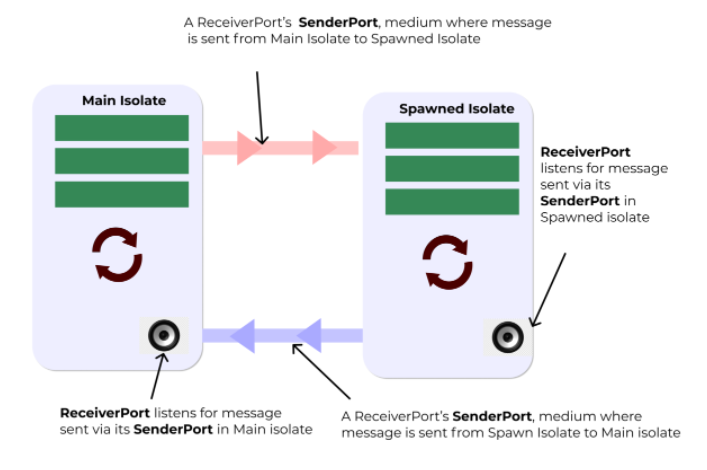 A ReceiverPort's SenderPort, medium where message
is sent from Main Isolate to Spawned Isolate
Main Isolate
Spawned Isolate
ReceiverPort
listens for message
sent via its
SenderPort in
Spawned isolate
ReceiverPort listens for message
sent via its SenderPort in Main isolate
A ReceiverPort's SenderPort, medium where
message is sent from Spawn Isolate to Main isolate